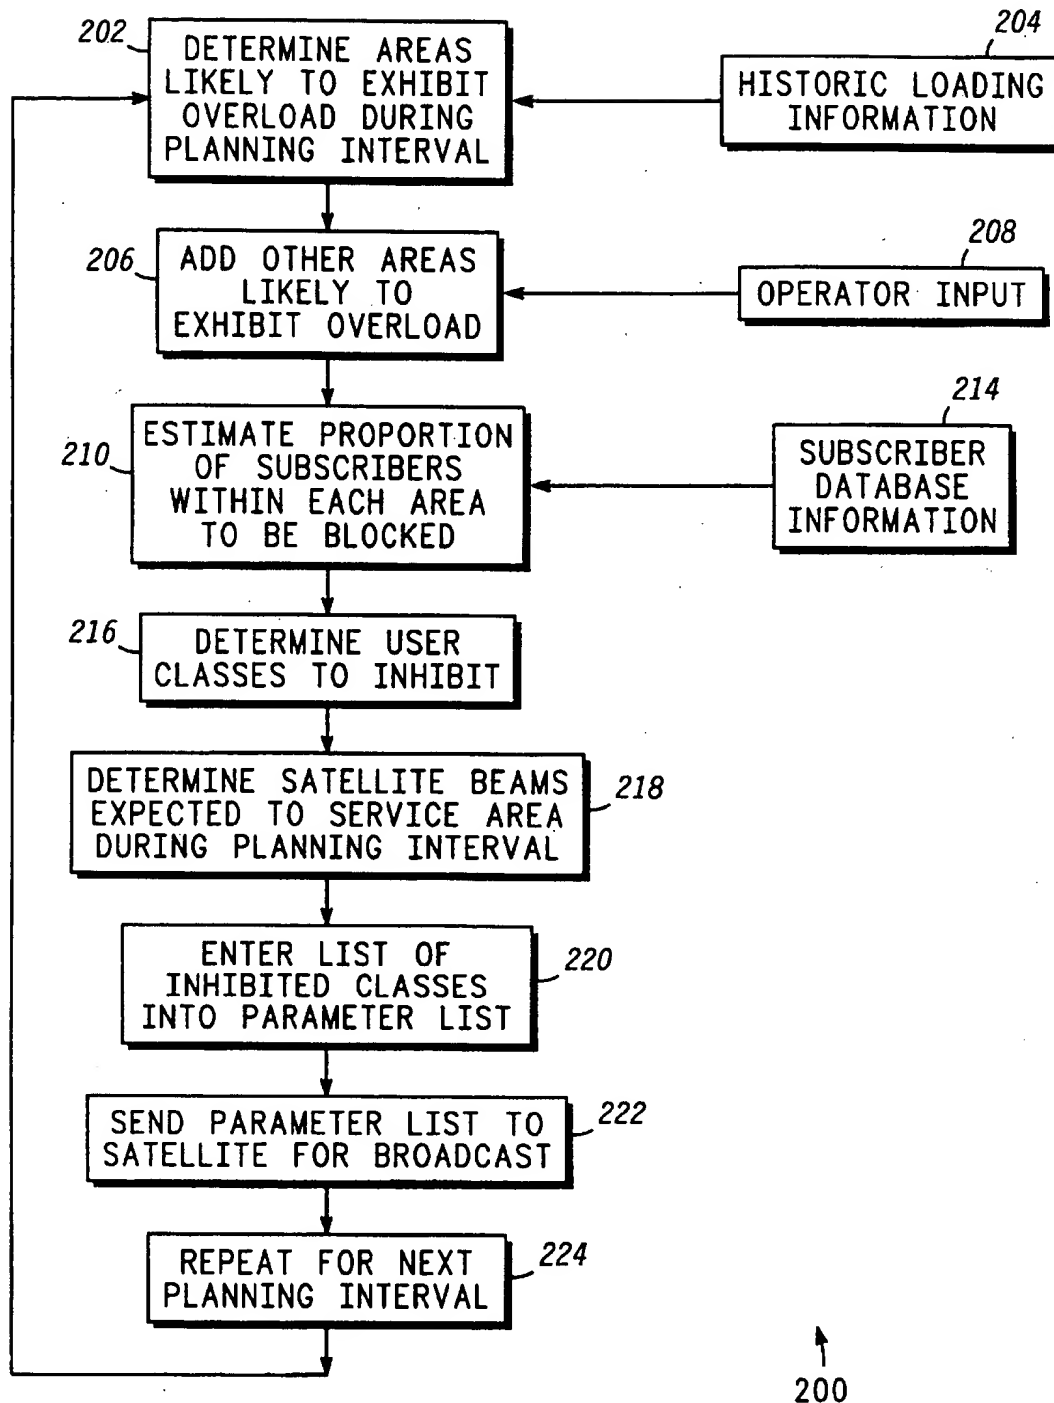 202
DETERMINE AREAS
LIKELY TO EXHIBIT
OVERLOAD DURING
PLANNING INTERVAL
204
HISTORIC LOADING
INFORMATION
206
ADD OTHER AREAS
LIKELY TO
EXHIBIT OVERLOAD
208
OPERATOR INPUT
210
ESTIMATE PROPORTION
OF SUBSCRIBERS
WITHIN EACH AREA
TO BE BLOCKED
214
SUBSCRIBER
DATABASE
INFORMATION
216
DETERMINE USER
CLASSES TO INHIBIT
DETERMINE SATELLITE BEAMS
EXPECTED TO SERVICE AREA
DURING PLANNING INTERVAL
218
ENTER LIST OF
INHIBITED CLASSES
INTO PARAMETER LIST
220
SEND PARAMETER LIST TO
SATELLITE FOR BROADCAST
222
REPEAT FOR NEXT
PLANNING INTERVAL
224
200